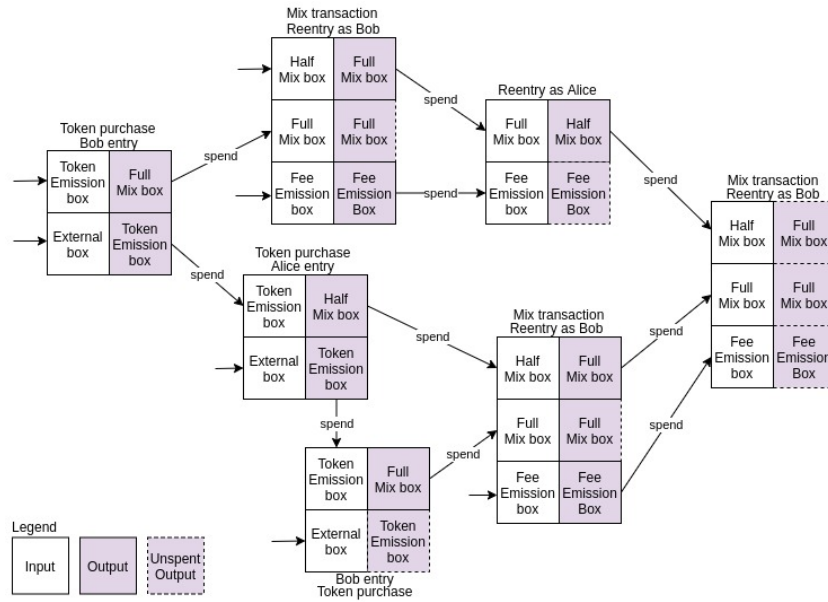 Mix transaction
Reentry as Bob
Half
Mix box
Full
Mix box
Full
Mix box
Full
Mix box
Fee
Emission
box
Fee
Emission
Box
spend
spend
Reentry as Alice
Full
Mix box
Half
Mix box
Fee
Emission
box
Fee
Emission
Box
spend
Token purchase
Bob entry
Token
Emission
box
Full
Mix box
External
box
Token
Emission
box
spend
spend
Token purchase
Alice entry
Token
Emission
box
Half
Mix box
External
box
Token
Emission
box
spend
spend
Mix transaction
Reentry as Bob
Half
Mix box
Full
Mix box
Full
Mix box
Full
Mix box
Fee
Emission
box
Fee
Emission
Box
spend
spend
Mix transaction
Reentry as Bob
Half
Mix box
Full
Mix box
Full
Mix box
Full
Mix box
Fee
Emission
box
Fee
Emission
Box
Token
Emission
box
Full
Mix box
External
box
Token
Emission
box
spend
Bob entry
Token purchase
Legend
Input
Output
Unspent
Output